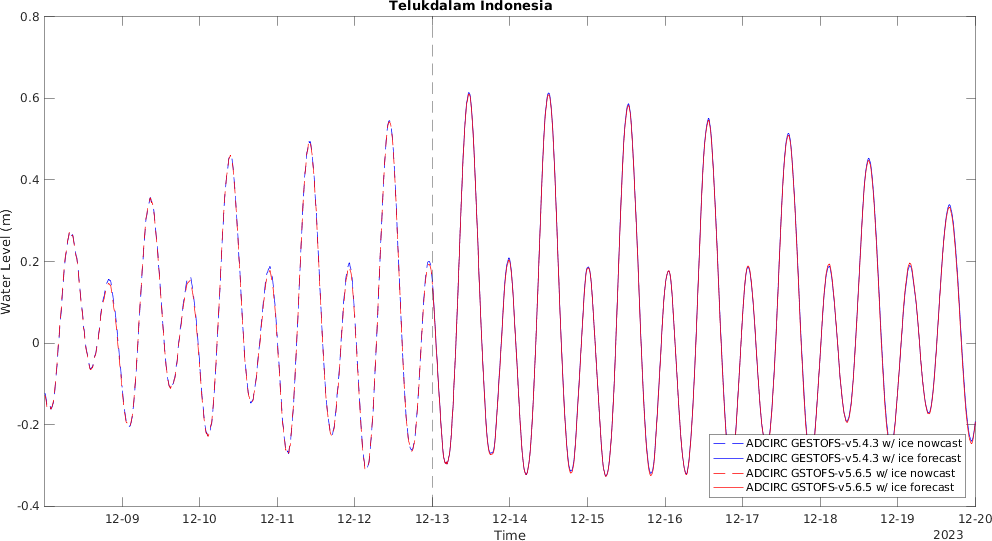 Telukdalam Indonesia
0.8
0.6
0.4
0.2
0
-0.2
-0.4
Water Level (m)
12-09
12-10
12-11
12-12
12-13
12-14
12-15
12-16
12-17
12-18
12-19
12-20
Time
2023
ADCIRC GESTOFS-v5.4.3 w/ ice nowcast
ADCIRC GESTOFS-v5.4.3 w/ ice forecast
ADCIRC GSTOFS-v5.6.5 w/ ice nowcast
ADCIRC GSTOFS-v5.6.5 w/ ice forecast